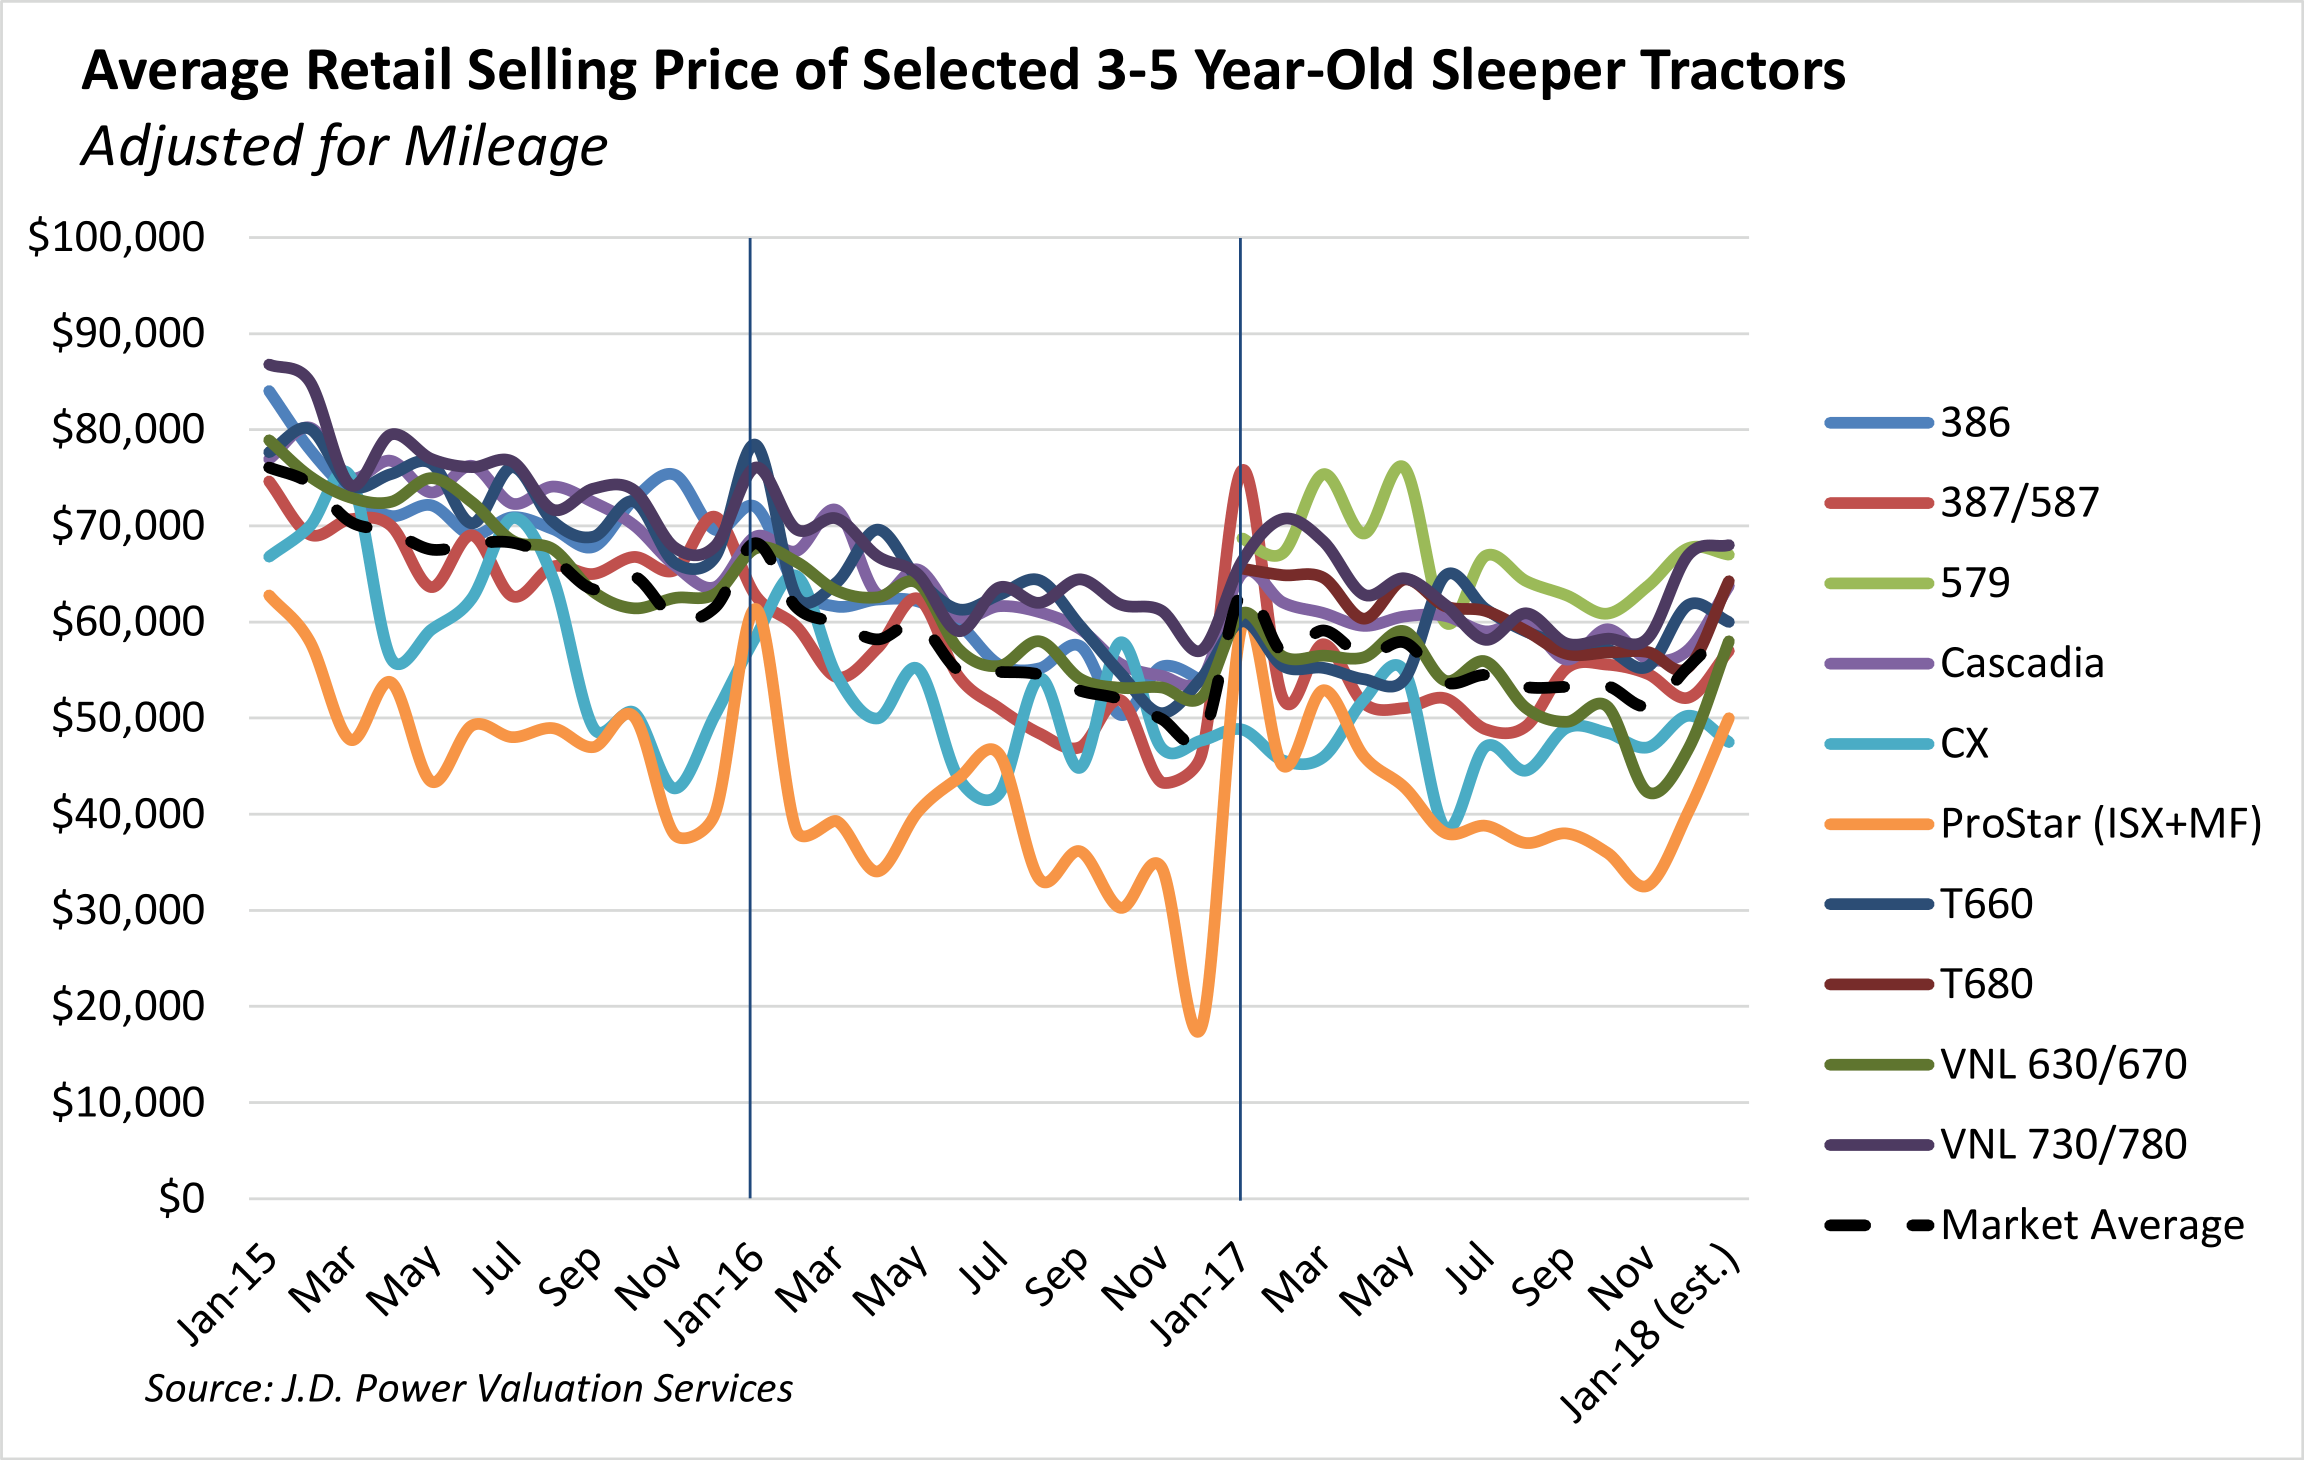 Average Retail Selling Price of Selected 3-5 Year-Old Sleeper Tractors
Adjusted for Mileage
$100,000
$90,000
$80,000
$70,000
$60,000
$50,000
$40,000
$30,000
$20,000
$10,000
$0
Jan-15
Mar
May
Jul
Sep
Nov
Jan-16
Mar
May
Jul
Sep
Nov
Jan-17
Mar
May
Jul
Sep
Nov
Jan-18 (est.)
386
387/587
579
Cascadia
CX
ProStar (ISX+MF)
T660
T680
VNL 630/670
VNL 730/780
Market Average
Source: J.D. Power Valuation Services